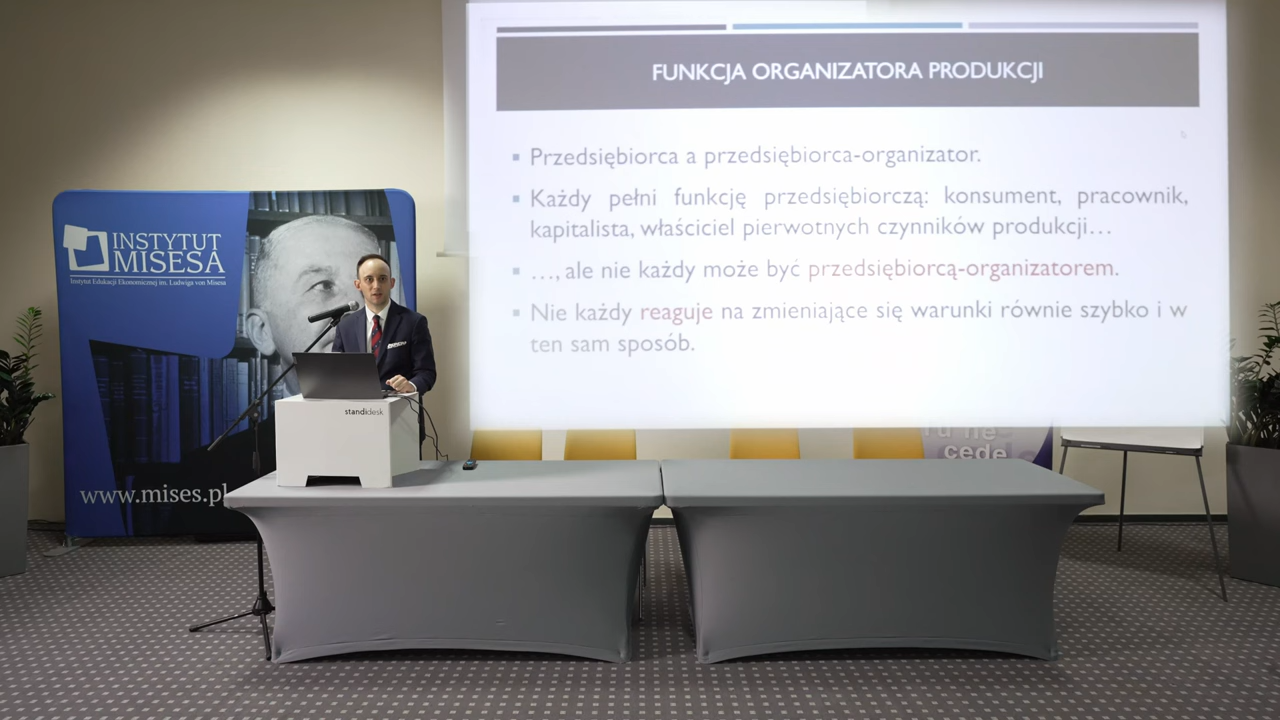 FUNKCJA ORGANIZATORA PRODUKCJI
▪ Przedsiębiorca a przedsiębiorca-organizator.
▪ Każdy pełni funkcję przedsiębiorczą: konsument, pracownik,
kapitalista, właściciel pierwotnych czynników produkcji…
▪ …, ale nie każdy może być przedsiębiorcą-organizatorem.
▪ Nie każdy reaguje na zmieniające się warunki równie szybko i w
ten sam sposób.
INSTYTUT
MISESA
Instytut Edukacji Ekonomicznej im. Ludwiga von Misesa
standidesk
www.mises.pl
ne
cede